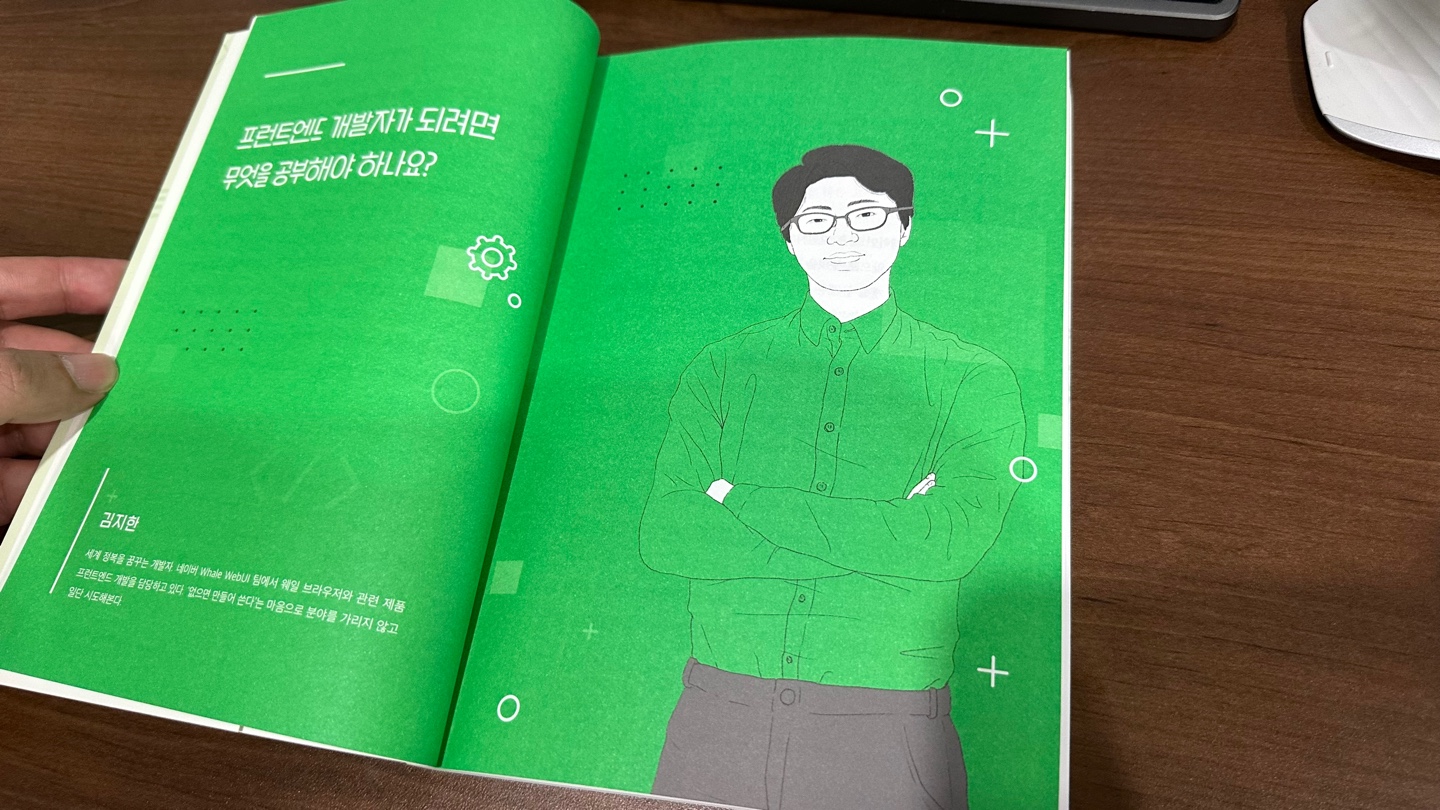 프런트엔드 개발자가 되려면
무엇을 공부해야 하나요?
김지한
세계 정복을 꿈꾸는 개발자. 네이버 Whale WebUI 팀에서 웨일 브라우저와 관련 제품
프런트엔드 개발을 담당하고 있다. '없으면 만들어 쓴다'는 마음으로 분야를 가리지 않고
일단 시도해본다.